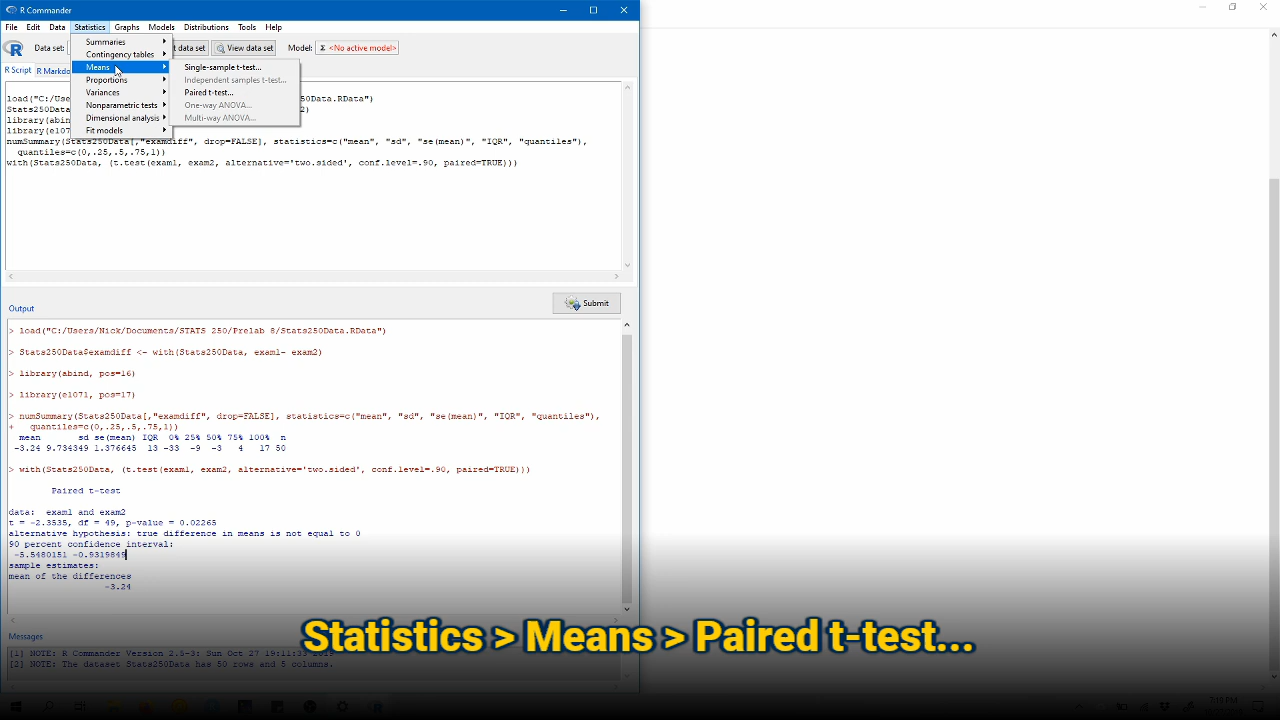 R Commander
File Edit Data Statistics Graphs Models Distributions Tools Help
Data set: t data set View data set Model: Σ <No active model>
R Script R Markdo
Summaries
Contingency tables
Means
Proportions
Variances
Nonparametric tests
Dimensional analysis
Fit models
Single-sample t-test...
Independent samples t-test...
Paired t-test...
One-way ANOVA...
Multi-way ANOVA...
load("C:/ 50Data.RData")
Stats250 )
library(abin
library(e107
numSummary(Stats250Data[,"examdiff", drop=FALSE], statistics=c("mean", "sd", "se(mean)", "IQR", "quantiles"),
quantiles=c(0,.25,.5,.75,1))
with(Stats250Data, (t.test(exam1, exam2, alternative='two.sided', conf.level=.90, paired=TRUE)))
Submit
Output
> load("C:/Users/Nick/Documents/STATS 250/Prelab 8/Stats250Data.RData")
> Stats250Data$examdiff <- with(Stats250Data, exam1- exam2)
> library(abind, pos=16)
> library(e1071, pos=17)
> numSummary(Stats250Data[,"examdiff", drop=FALSE], statistics=c("mean", "sd", "se(mean)", "IQR", "quantiles"),
+ quantiles=c(0,.25,.5,.75,1))
mean sd se(mean) IQR 0% 25% 50% 75% 100% n
-3.24 9.734349 1.376645 13 -33 -9 -3 4 17 50
> with(Stats250Data, (t.test(exam1, exam2, alternative='two.sided', conf.level=.90, paired=TRUE)))
Paired t-test
data: exam1 and exam2
t = -2.3535, df = 49, p-value = 0.02265
alternative hypothesis: true difference in means is not equal to 0
90 percent confidence interval:
-5.5480151 -0.9319849
sample estimates:
mean of the differences
-3.24
Statistics > Means > Paired t-test...
Messages
[1] NOTE: R Commander Version 2.5-3: Sun Oct 27 19:11:33
[2] NOTE: The dataset Stats250Data has 50 rows and 5 columns.
7:19 PM